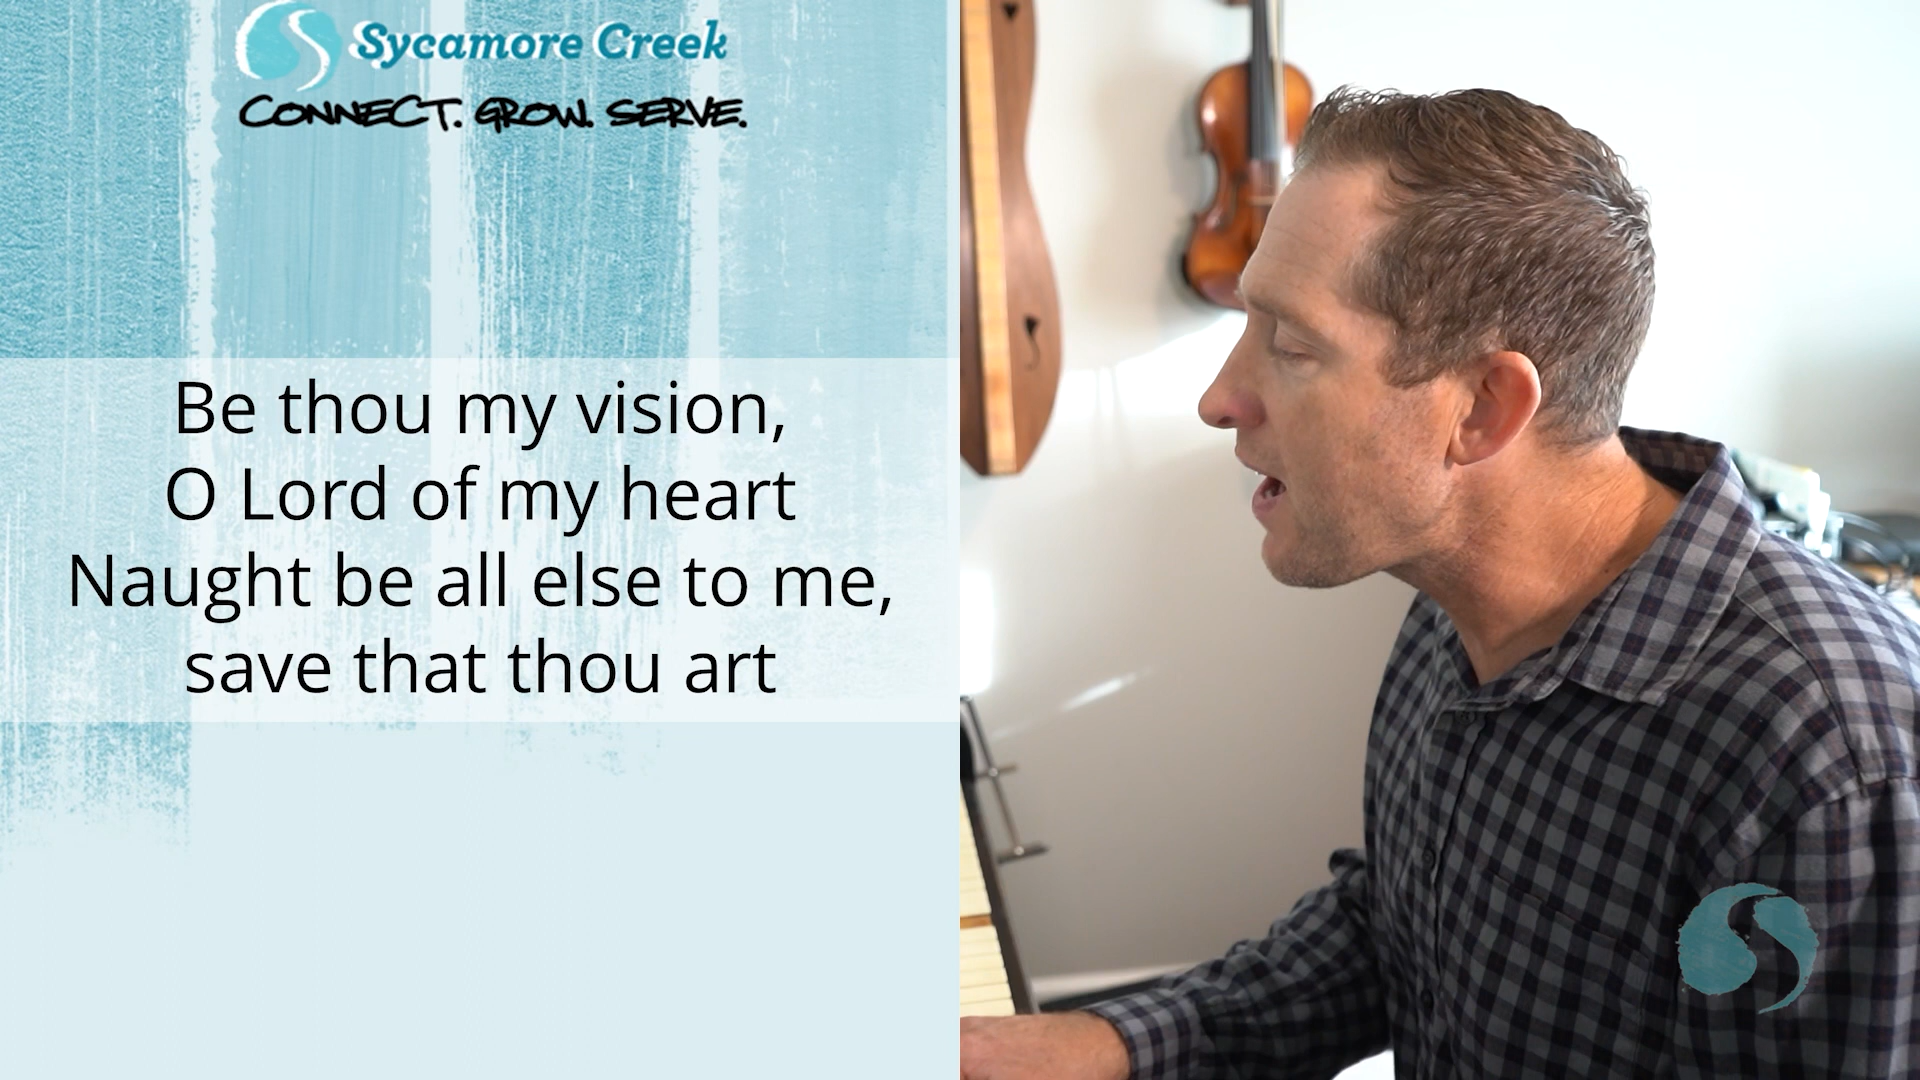 Sycamore Creek
CONNECT. GROW. SERVE.
Be thou my vision,
O Lord of my heart
Naught be all else to me,
save that thou art